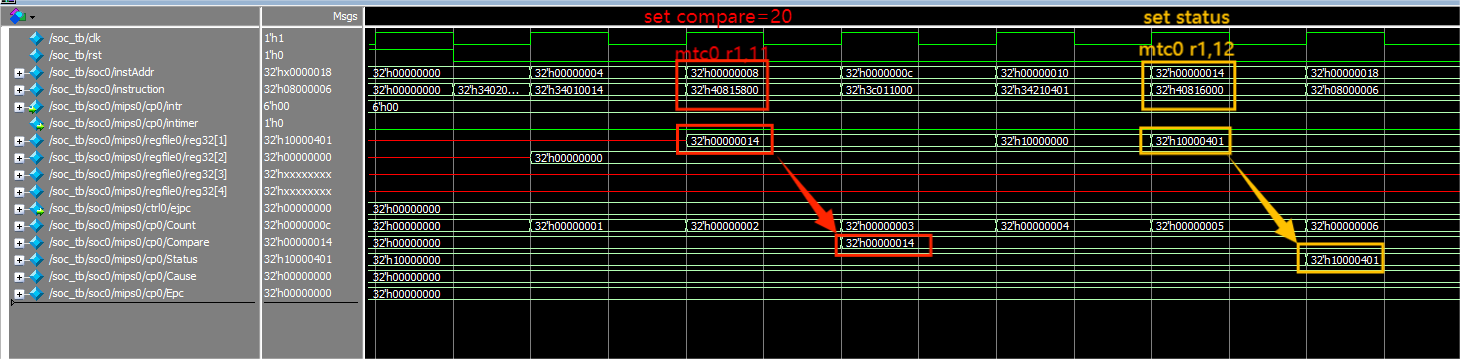 Msgs
set compare=20
set status
/soc_tb/clk 1'h1
mtc0 r1,11
mtc0 r1,12
/soc_tb/rst 1'h0
/soc_tb/soc0/instAddr 32'hx0000018 32'h00000000 32'h00000004 32'h00000008 32'h0000000c 32'h00000010 32'h00000014 32'h00000018
/soc_tb/soc0/instruction 32'h08000006 32'h00000000 32'h34020... 32'h34010014 32'h40815800 32'h3c011000 32'h34210401 32'h40816000 32'h08000006
/soc_tb/soc0/mips0/cp0/intr 6'h00 6'h00
/soc_tb/soc0/mips0/cp0/intimer 1'h0
/soc_tb/soc0/mips0/regfile0/reg32[1] 32'h10000401 32'h00000014 32'h10000000 32'h10000401
/soc_tb/soc0/mips0/regfile0/reg32[2] 32'h00000000 32'h00000000
/soc_tb/soc0/mips0/regfile0/reg32[3] 32'hxxxxxxxx
/soc_tb/soc0/mips0/regfile0/reg32[4] 32'hxxxxxxxx
/soc_tb/soc0/mips0/ctrl0/ejpc 32'h00000000 32'h00000000
/soc_tb/soc0/mips0/cp0/Count 32'h0000000c 32'h00000000 32'h00000001 32'h00000002 32'h00000003 32'h00000004 32'h00000005 32'h00000006
/soc_tb/soc0/mips0/cp0/Compare 32'h00000014 32'h00000000 32'h00000014
/soc_tb/soc0/mips0/cp0/Status 32'h10000401 32'h10000000 32'h10000401
/soc_tb/soc0/mips0/cp0/Cause 32'h00000000 32'h00000000
/soc_tb/soc0/mips0/cp0/Epc 32'h00000000 32'h00000000